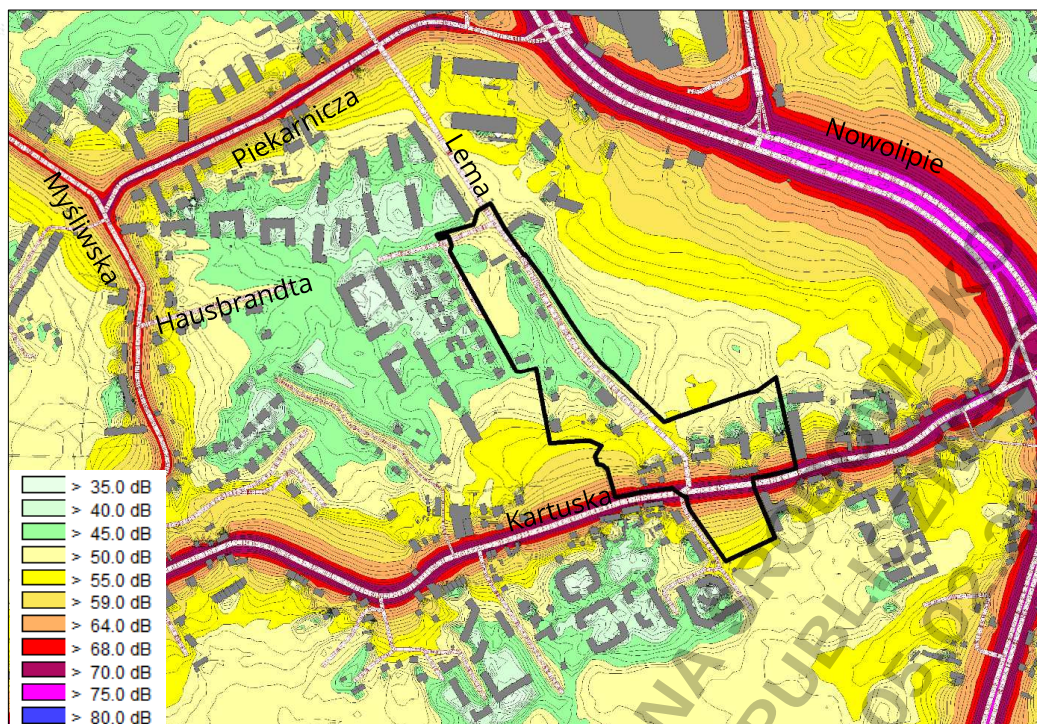 Nowolipie
Piekarnicza
Lema
Myśliwska
Hausbrandta
Kartuska
> 35.0 dB
> 40.0 dB
> 45.0 dB
> 50.0 dB
> 55.0 dB
> 59.0 dB
> 64.0 dB
> 68.0 dB
> 70.0 dB
> 75.0 dB
> 80.0 dB
NA ROBOCZNISKO